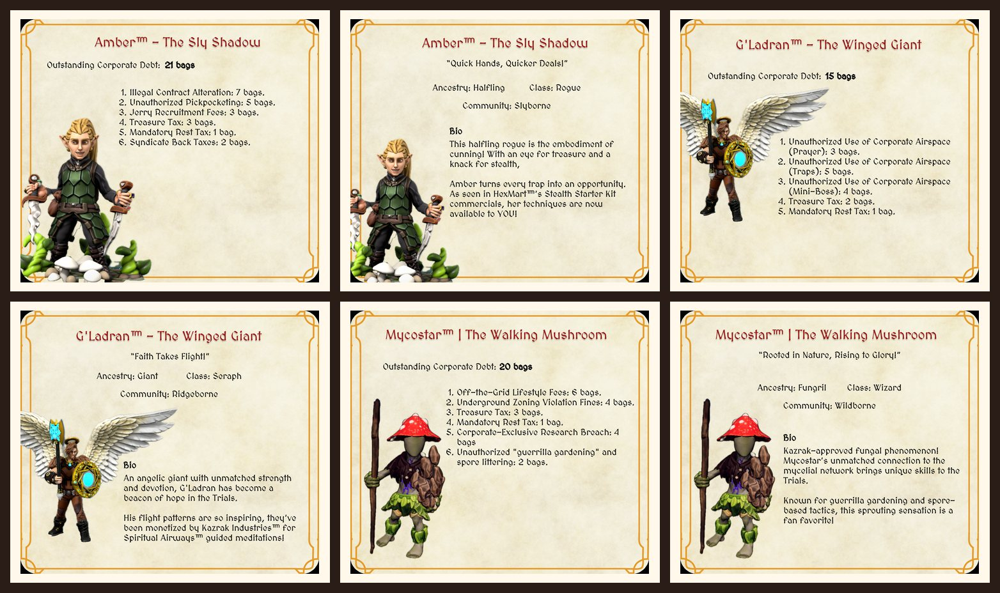 Amber™ - The Sly Shadow
Outstanding Corporate Debt: 21 bags
1. Illegal Contract Alteration: 7 bags.
2. Unauthorized Pickpocketing: 5 bags.
3. Jerry Recruitment Fees: 3 bags.
4. Treasure Tax: 3 bags.
5. Mandatory Rest Tax: 1 bag.
6. Syndicate Back Taxes: 2 bags.
Amber™ - The Sly Shadow
"Quick Hands, Quicker Deals!"
Ancestry: Halfling Class: Rogue
Community: Slyborne
Bio
This halfling rogue is the embodiment of
cunning! With an eye for treasure and a
knack for stealth,
Amber turns every trap into an opportunity.
As seen in HexMart™'s Stealth Starter Kit
commercials, her techniques are now
available to YOU!
G'Ladran™ - The Winged Giant
Outstanding Corporate Debt: 15 bags
1. Unauthorized Use of Corporate Airspace
(Prayer): 3 bags.
2. Unauthorized Use of Corporate Airspace
(Traps): 5 bags.
3. Unauthorized Use of Corporate Airspace
(Mini-Boss): 4 bags.
4. Treasure Tax: 2 bags.
5. Mandatory Rest Tax: 1 bag.
G'Ladran™ - The Winged Giant
"Faith Takes Flight!"
Ancestry: Giant Class: Seraph
Community: Ridgeborne
Bio
An angelic giant with unmatched strength
and devotion, G'Ladran has become a
beacon of hope in the Trials.
His flight patterns are so inspiring, they've
been monetized by Kazrak Industries™ for
Spiritual Airways™ guided meditations!
Mycostar™ | The Walking Mushroom
Outstanding Corporate Debt: 20 bags
1. Off-the-Grid Lifestyle Fees: 6 bags.
2. Underground Zoning Violation Fines: 4 bags.
3. Treasure Tax: 3 bags.
4. Mandatory Rest Tax: 1 bag.
5. Corporate-Exclusive Research Breach: 4
bags
6. Unauthorized "guerrilla gardening" and
spore littering: 2 bags.
Mycostar™ | The Walking Mushroom
"Rooted in Nature, Rising to Glory!"
Ancestry: Fungril Class: Wizard
Community: Wildborne
Bio
Kazrak-approved fungal phenomenon!
Mycostar's unmatched connection to the
mycelial network brings unique skills to the
Trials.
Known for guerrilla gardening and spore-
based tactics, this sprouting sensation is a
fan favorite!